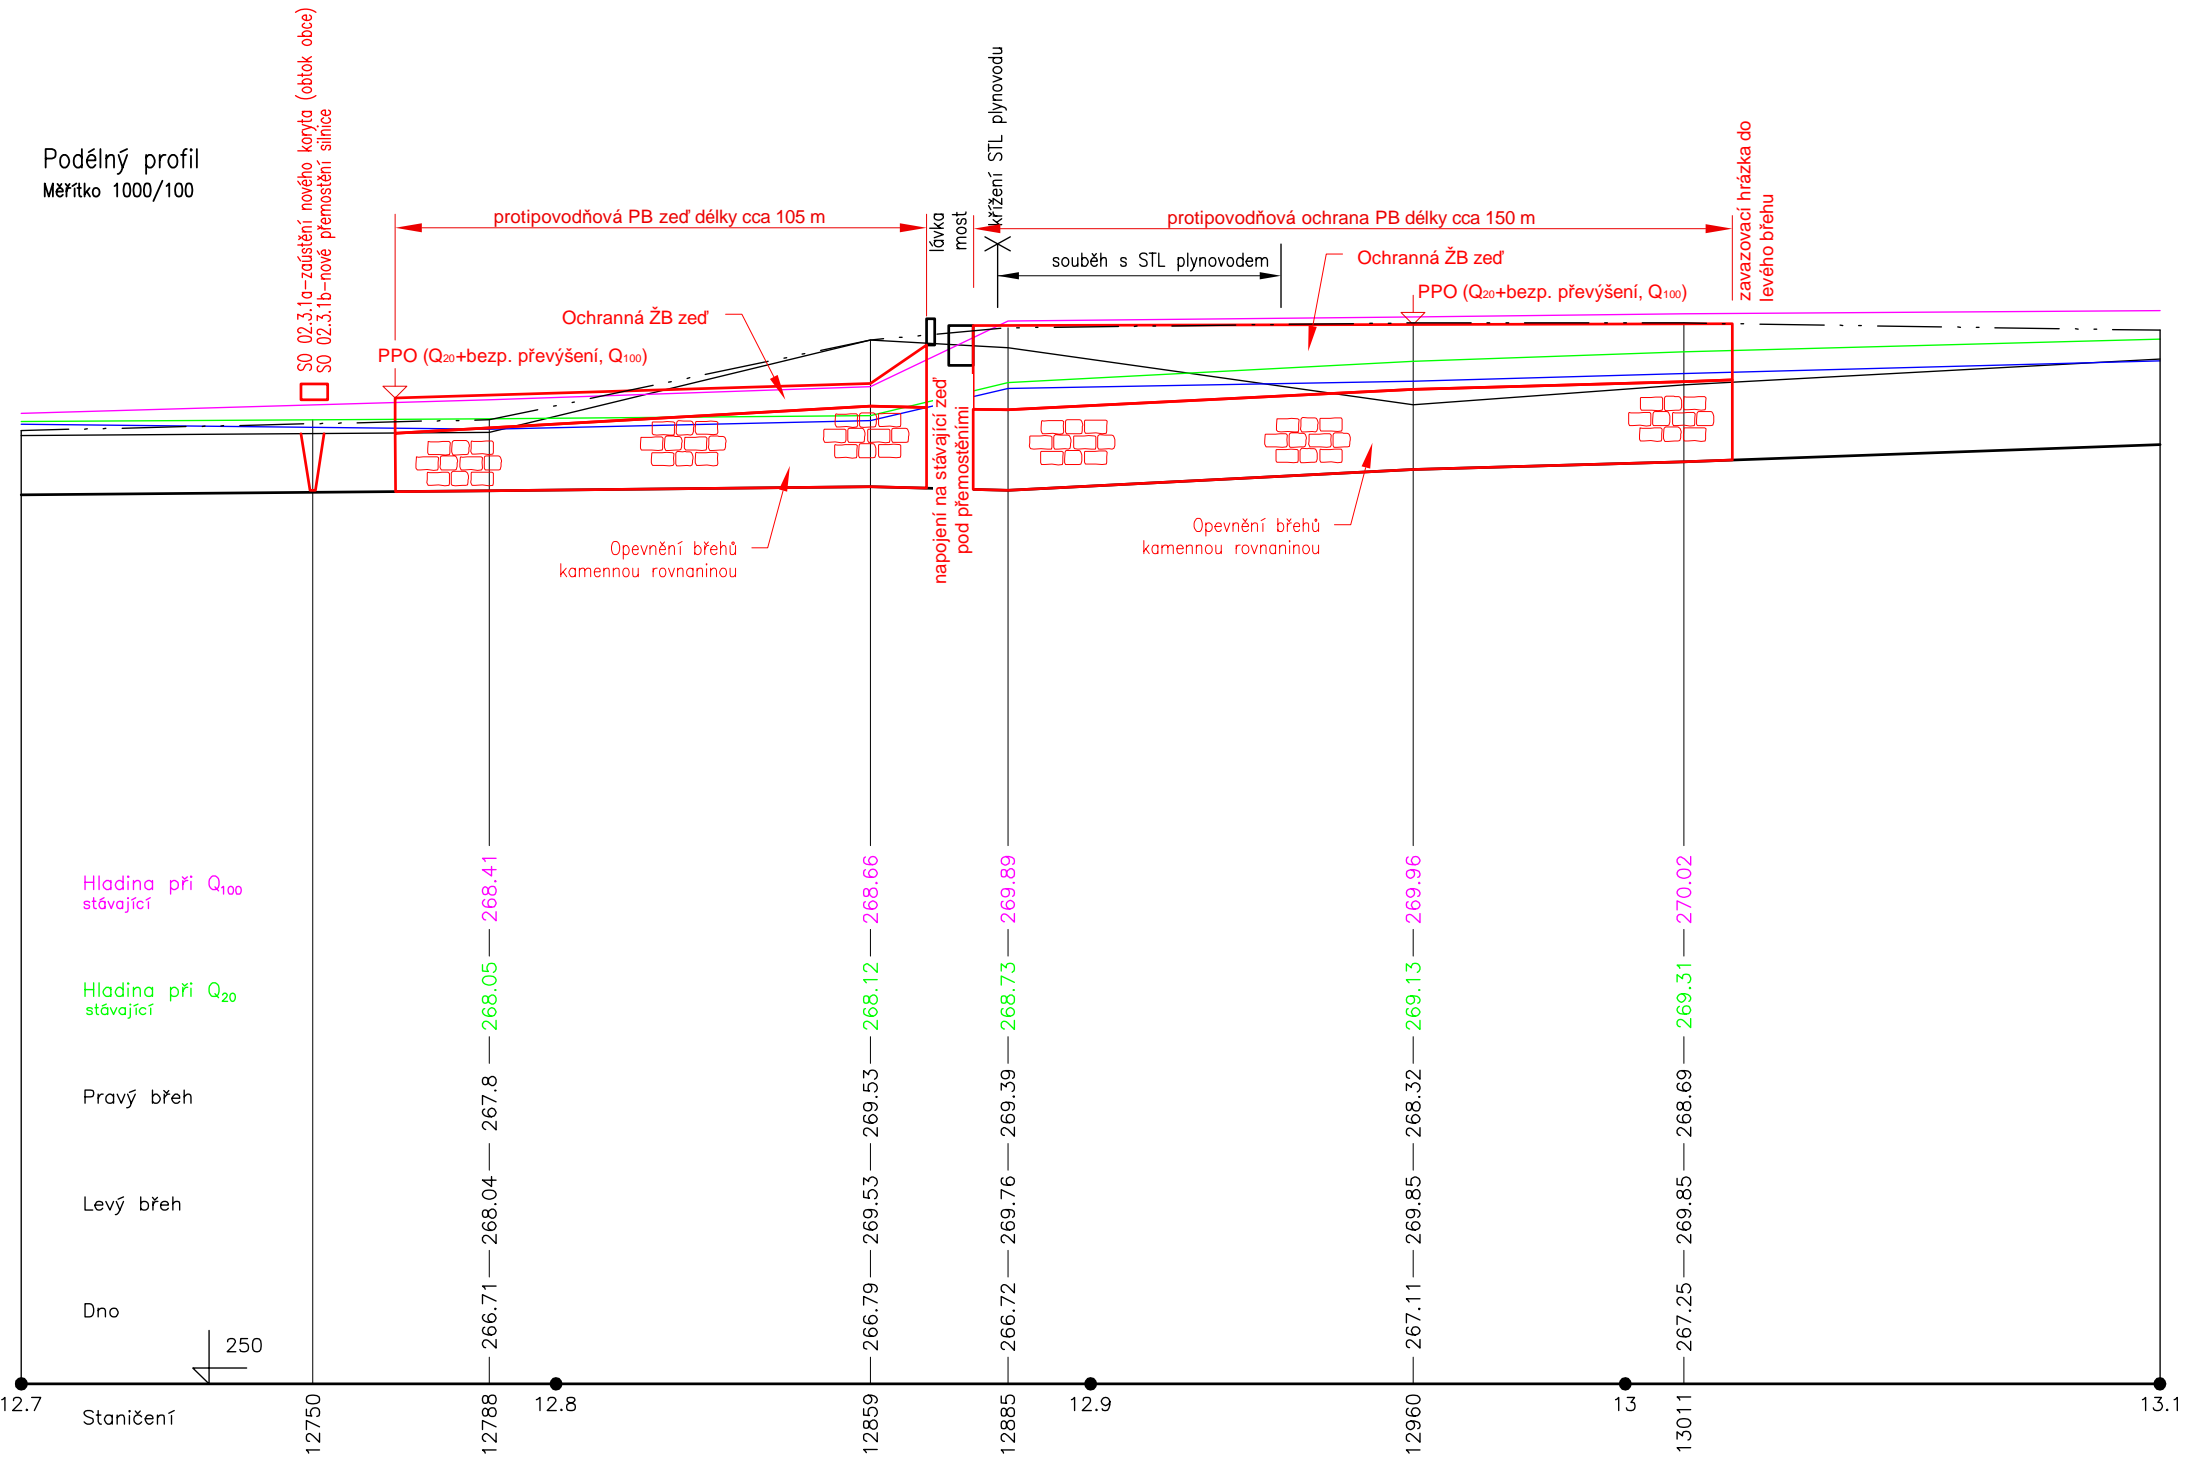 Podélný profil
Měřítko 1000/100
SO 02.3.1a-zaústění nového koryta (obtok obce)
SO 02.3.1b-nové přemostění silnice
protipovodňová PB zeď délky cca 105 m
lávka
most
křížení STL plynovodu
protipovodňová ochrana PB délky cca 150 m
zavazovací hrázka do
levého břehu
souběh s STL plynovodem
Ochranná ŽB zeď
PPO (Q20+bezp. převýšení, Q100)
Ochranná ŽB zeď
PPO (Q20+bezp. převýšení, Q100)
napojení na stávající zeď
pod přemostěními
Opevnění břehů
kamennou rovnaninou
Opevnění břehů
kamennou rovnaninou
Hladina při Q100
stávající
268.41 268.66 269.89 269.96 270.02
Hladina při Q20
stávající
268.05 268.12 268.73 269.13 269.31
Pravý břeh
267.8 269.53 269.39 268.32 268.69
Levý břeh
268.04 269.53 269.76 269.85 269.85
Dno
266.71 266.79 266.72 267.11 267.25
250
12.7 12.8 12.9 13 13.1
Staničení
12750 12788 12859 12885 12960 13011